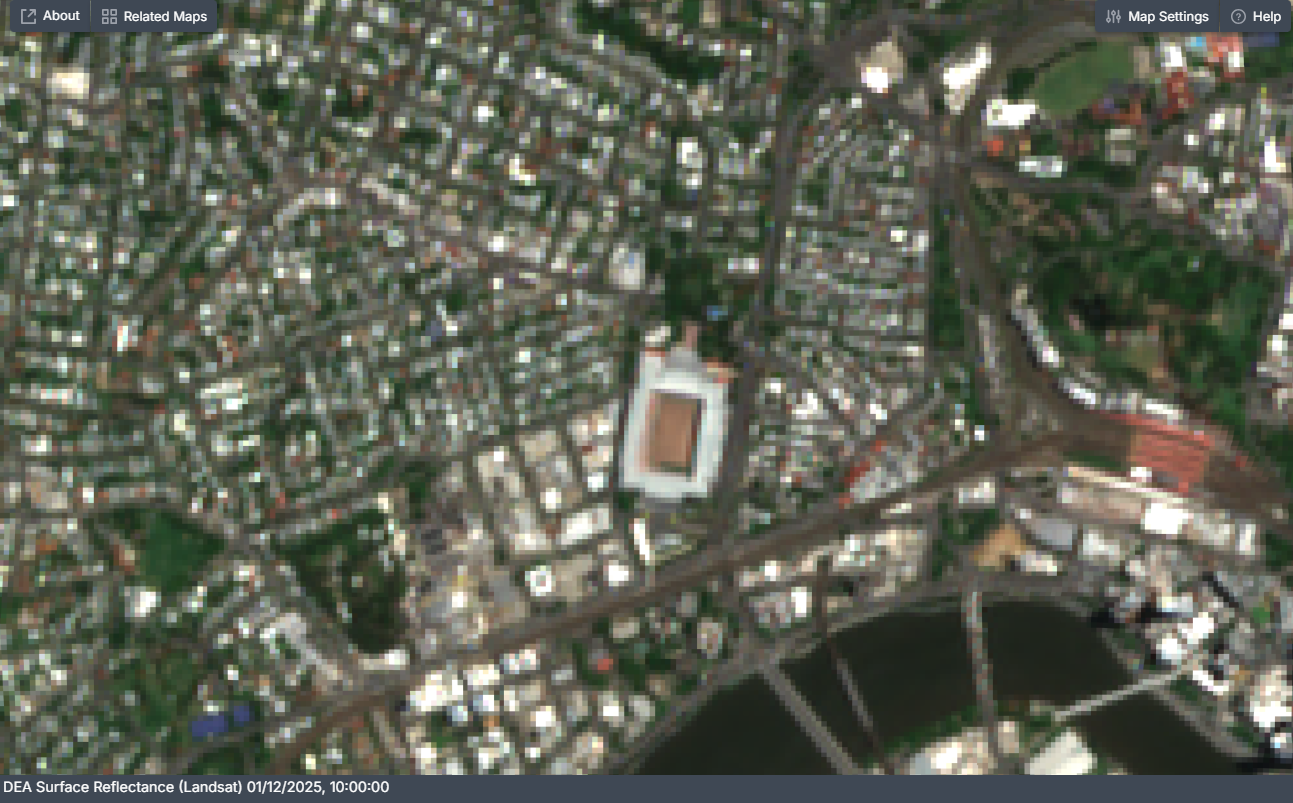 About
Related Maps
Map Settings
Help
DEA Surface Reflectance (Landsat) 01/12/2025, 10:00:00